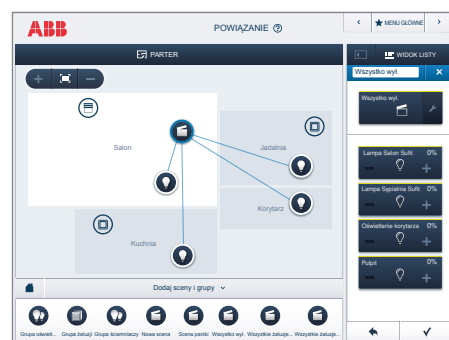 ABB
POWIĄZANIE ?
MENU GŁÓWNE
PARTER
WIDOK LISTY
Wszystko wył.
Wszystko wył.
Salon
Jadalnia
Korytarz
Kuchnia
Lampa Salon Sufit 0%
Lampa Sypialnia Sufit 0%
Oświetlenie korytarza 0%
Pulpit 0%
Dodaj sceny i grupy
Grupa oświetl...
Grupa żaluzji
Grupa ściemniaczy
Nowa scena
Scena paniki
Wszystko wył.
Wszystkie żaluzje...
Wszystkie żaluzje...